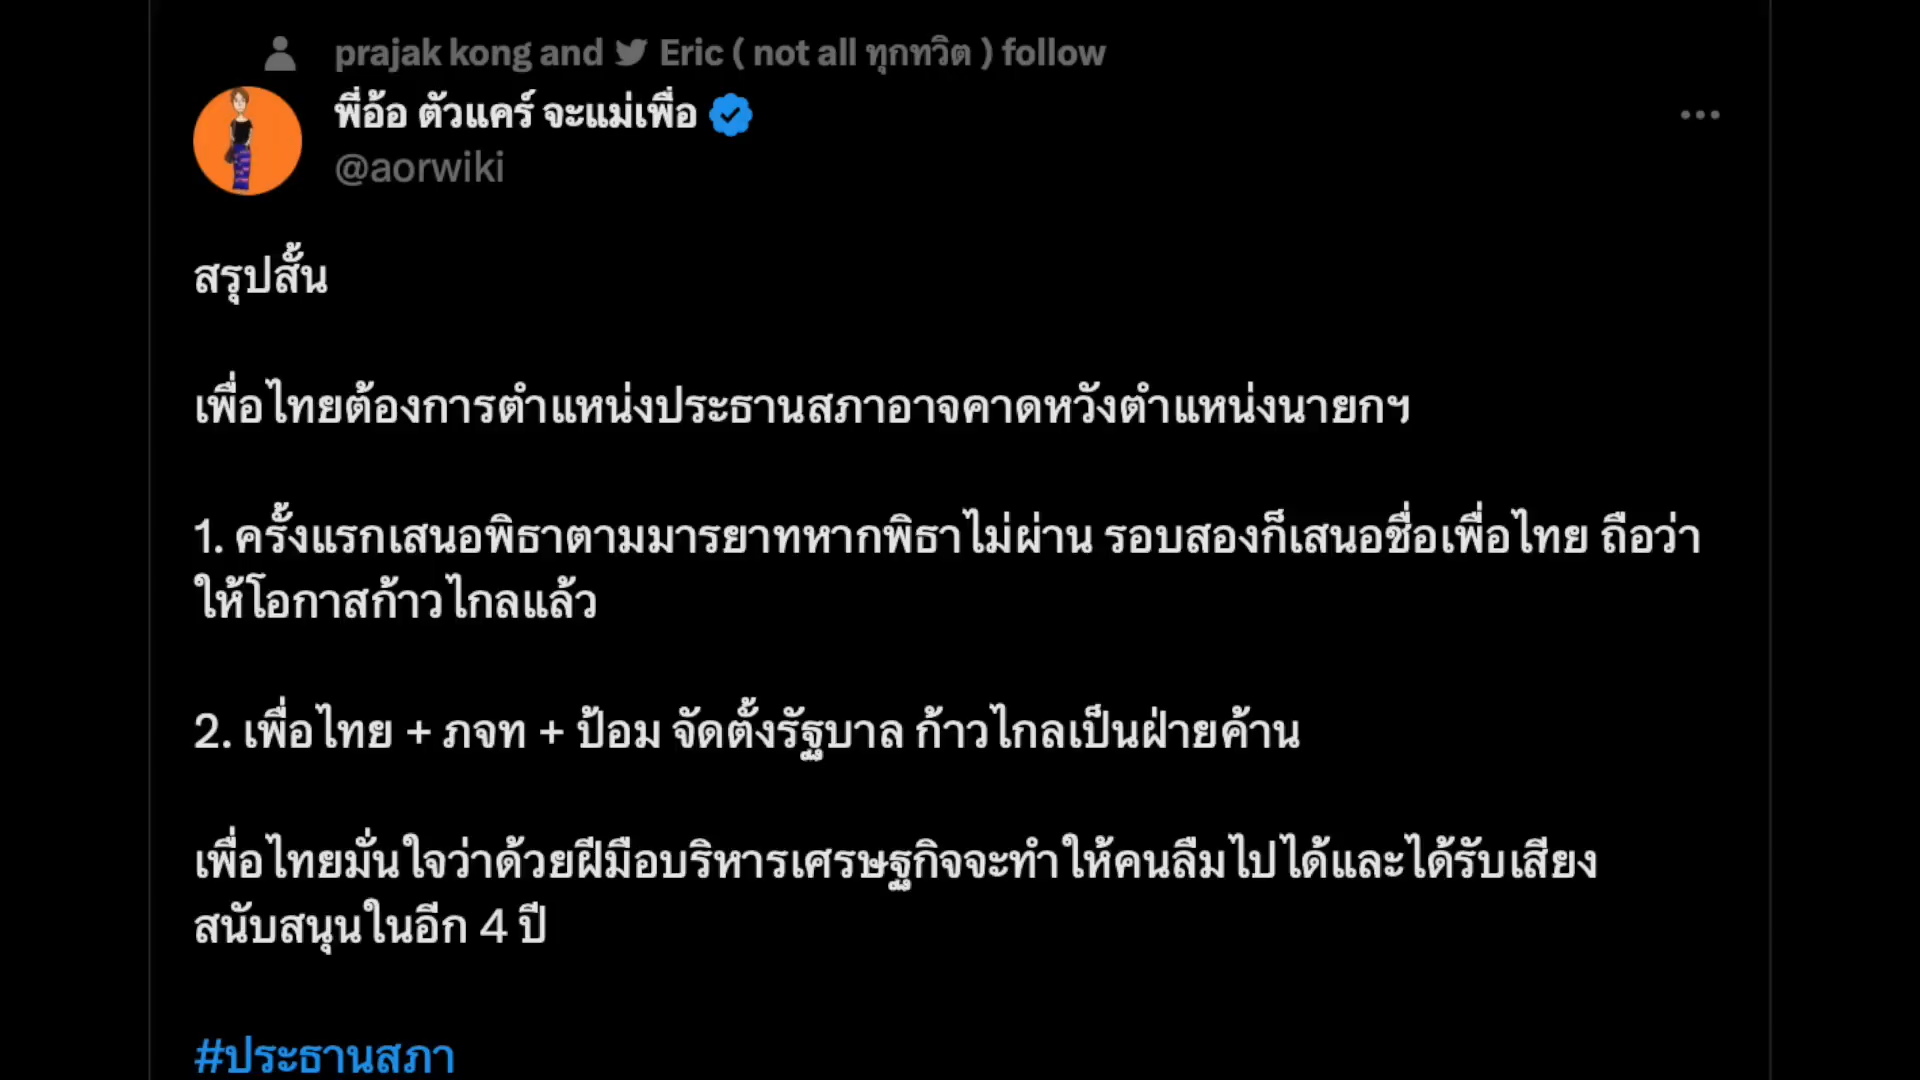 prajak kong and Eric ( not all ทุกทวิต ) follow
พี่อ้อ ตัวแคร์ จะแม่เพื่อ
@aorwiki
สรุปสั้น
เพื่อไทยต้องการตำแหน่งประธานสภาอาจคาดหวังตำแหน่งนายกฯ
1. ครั้งแรกเสนอพิธาตามมารยาทหากพิธาไม่ผ่าน รอบสองก็เสนอชื่อเพื่อไทย ถือว่า
ให้โอกาสก้าวไกลแล้ว
2. เพื่อไทย + ภจท + ป้อม จัดตั้งรัฐบาล ก้าวไกลเป็นฝ่ายค้าน
เพื่อไทยมั่นใจว่าด้วยฝีมือบริหารเศรษฐกิจจะทำให้คนลืมไปได้และได้รับเสียง
สนับสนุนในอีก 4 ปี
#ประธานสภา